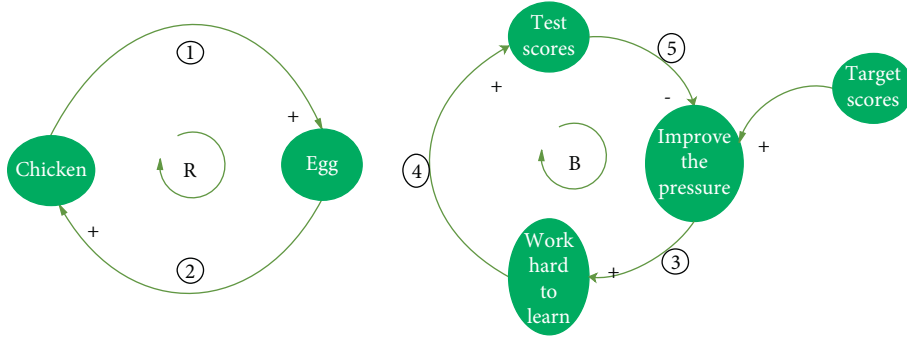 1
+
Chicken
R
Egg
+
2
Test
scores
5
+
-
Target
scores
Improve
the
pressure
+
4
B
Work
hard
to
learn
+
3